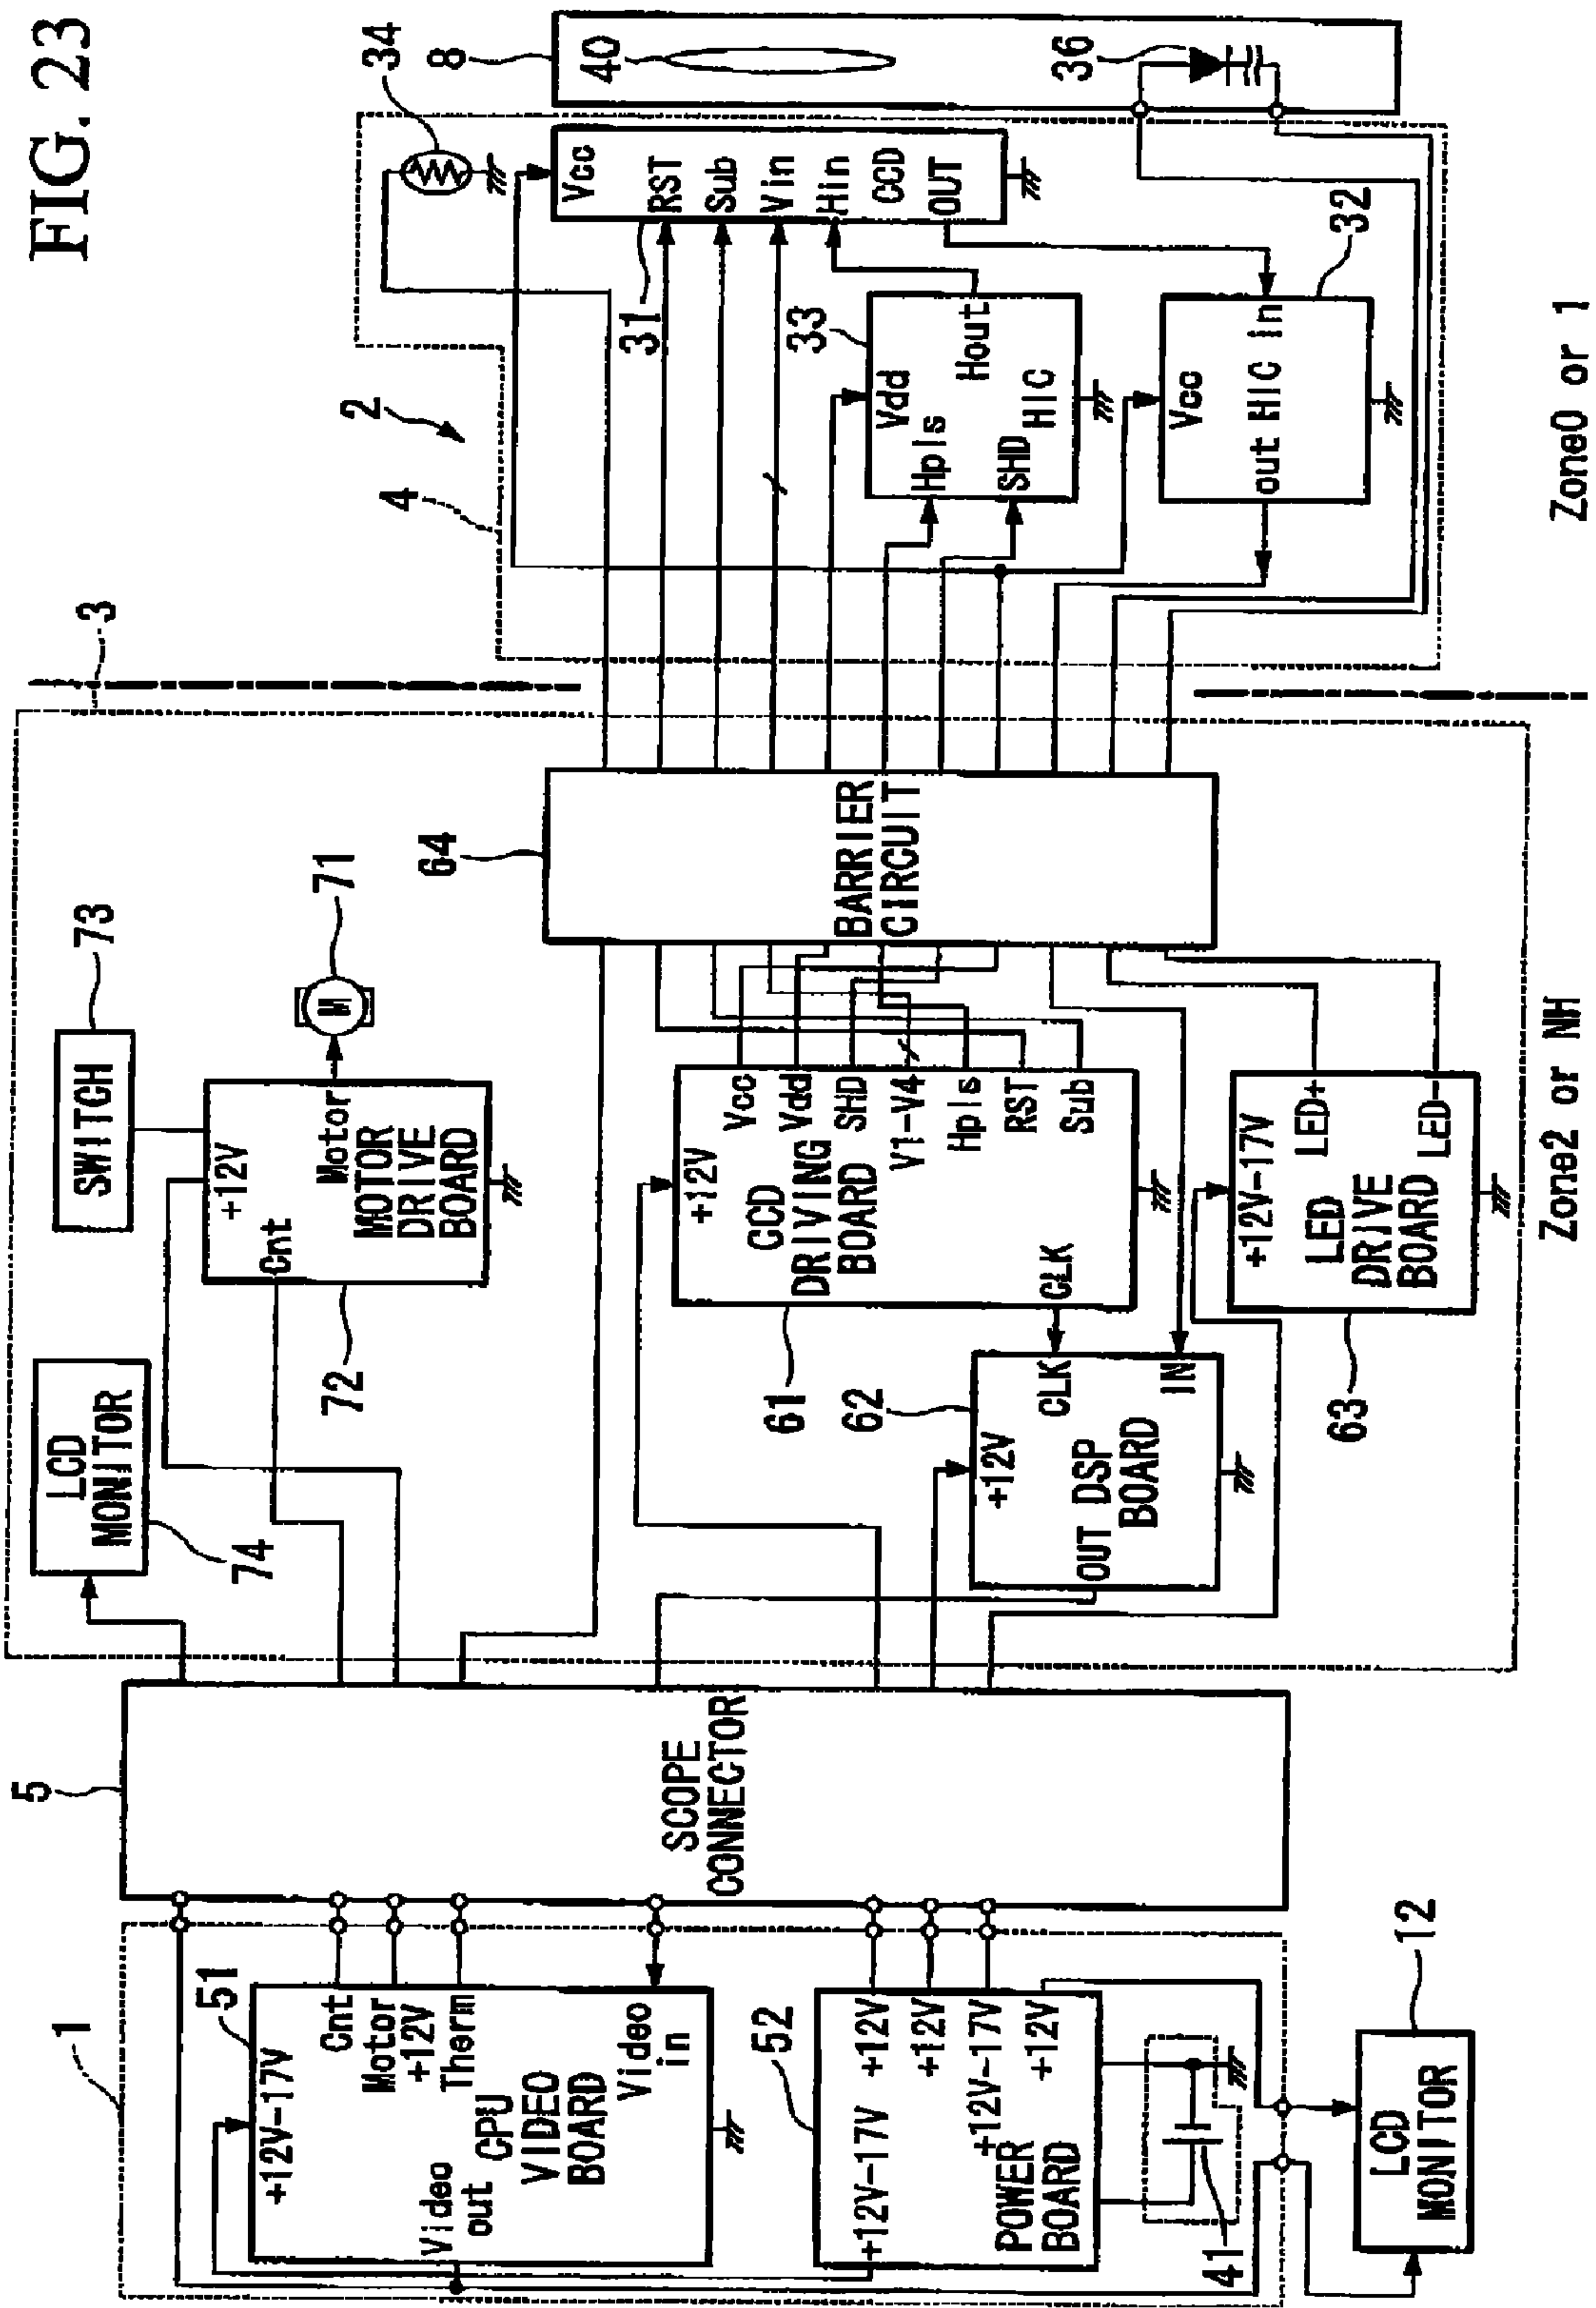 FIG. 23
1
51
+12V-17V
Cnt
Motor
+12V
Therm
CPU
VIDEO
BOARD
Video
out
Video
in
52
+12V-17V
+12V
+12V
+12V-17V
+12V
POWER
BOARD
41
LCD
MONITOR
12
5
SCOPE
CONNECTOR
3
LCD
MONITOR
74
SWITCH
73
+12V
Cnt
Motor
MOTOR
DRIVE
BOARD
72
M
71
+12V
CCD
DRIVING
BOARD
CLK
Vcc
Vdd
SHD
V1-V4
Hpls
RST
Sub
61
62
+12V
CLK
IN
OUT
DSP
BOARD
+12V-17V
LED
DRIVE
BOARD
LED+
LED-
63
64
BARRIER
CIRCUIT
Zone2 or NH
2
4
34
31
Vcc
RST
Sub
Vin
Hin
CCD
OUT
33
Vdd
Hpls
Hout
SHD
HIC
32
Vcc
out HIC in
8
40
36
Zone0 or 1